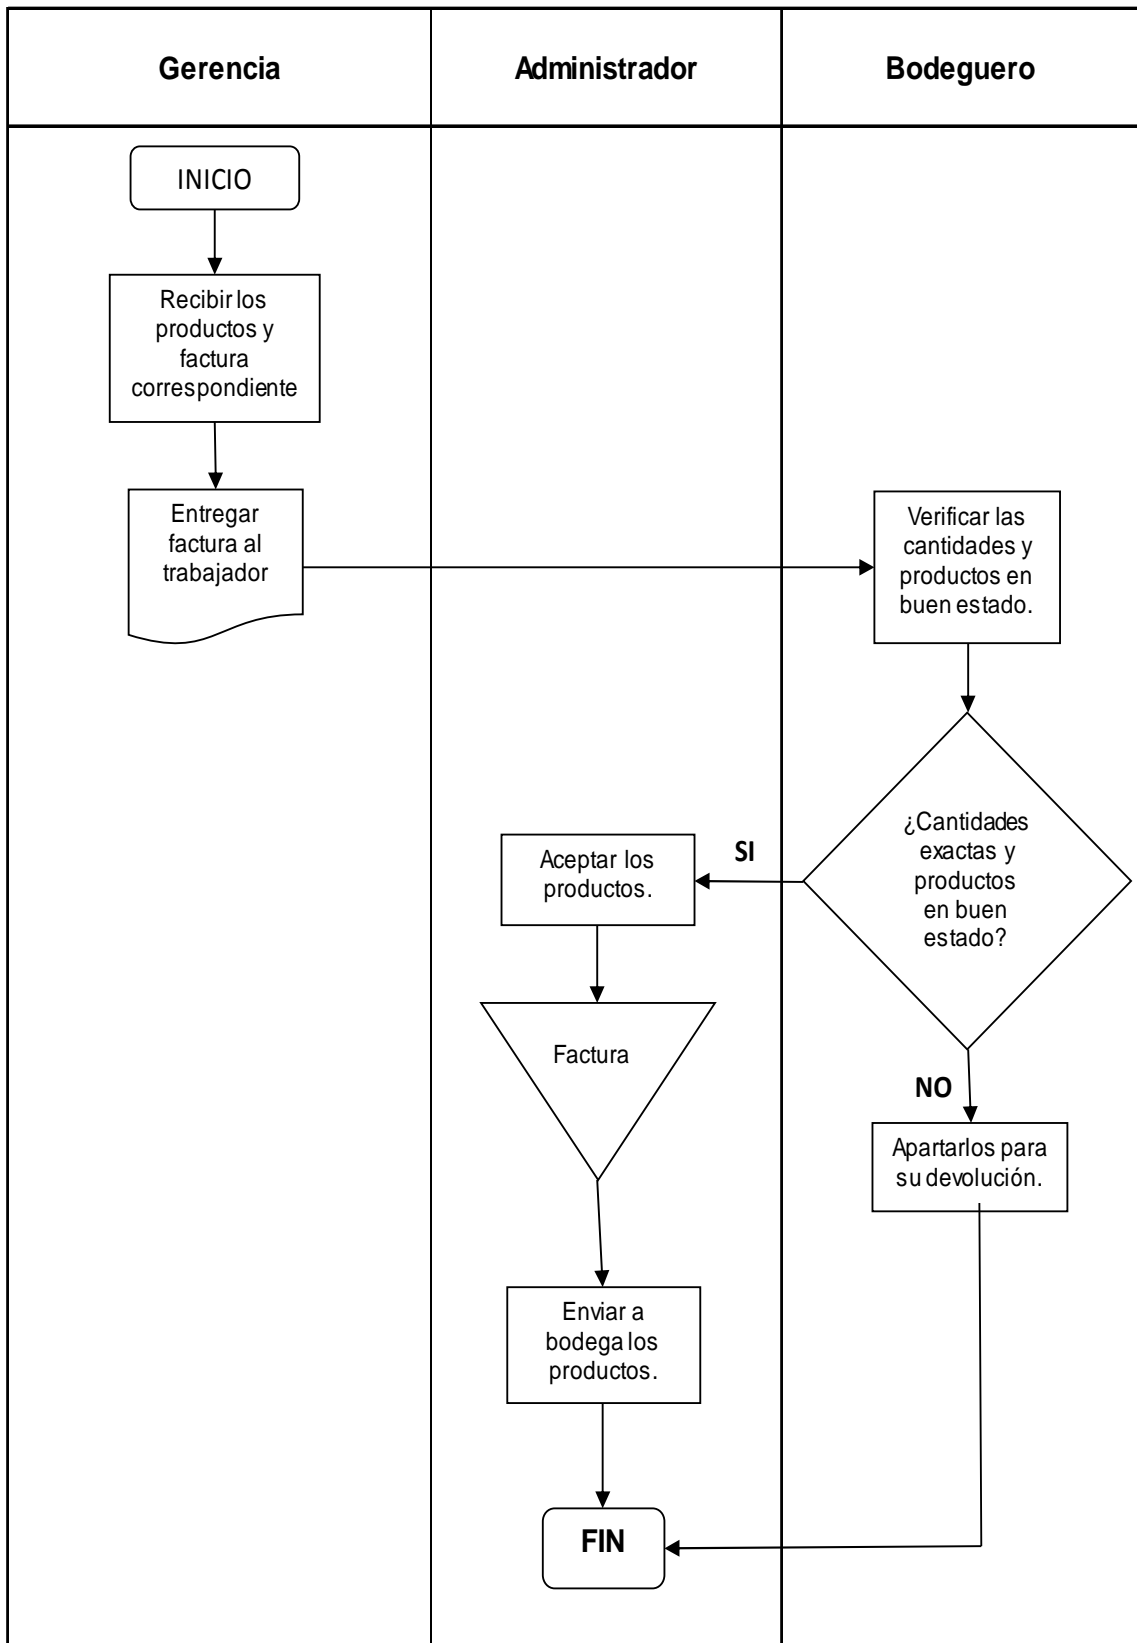 Gerencia
Administrador
Bodeguero
INICIO
Recibir los
productos y
factura
correspondiente
Entregar
factura al
trabajador
Verificar las
cantidades y
productos en
buen estado.
¿Cantidades
exactas y
productos
en buen
estado?
SI
Aceptar los
productos.
Factura
NO
Apartarlos para
su devolución.
Enviar a
bodega los
productos.
FIN